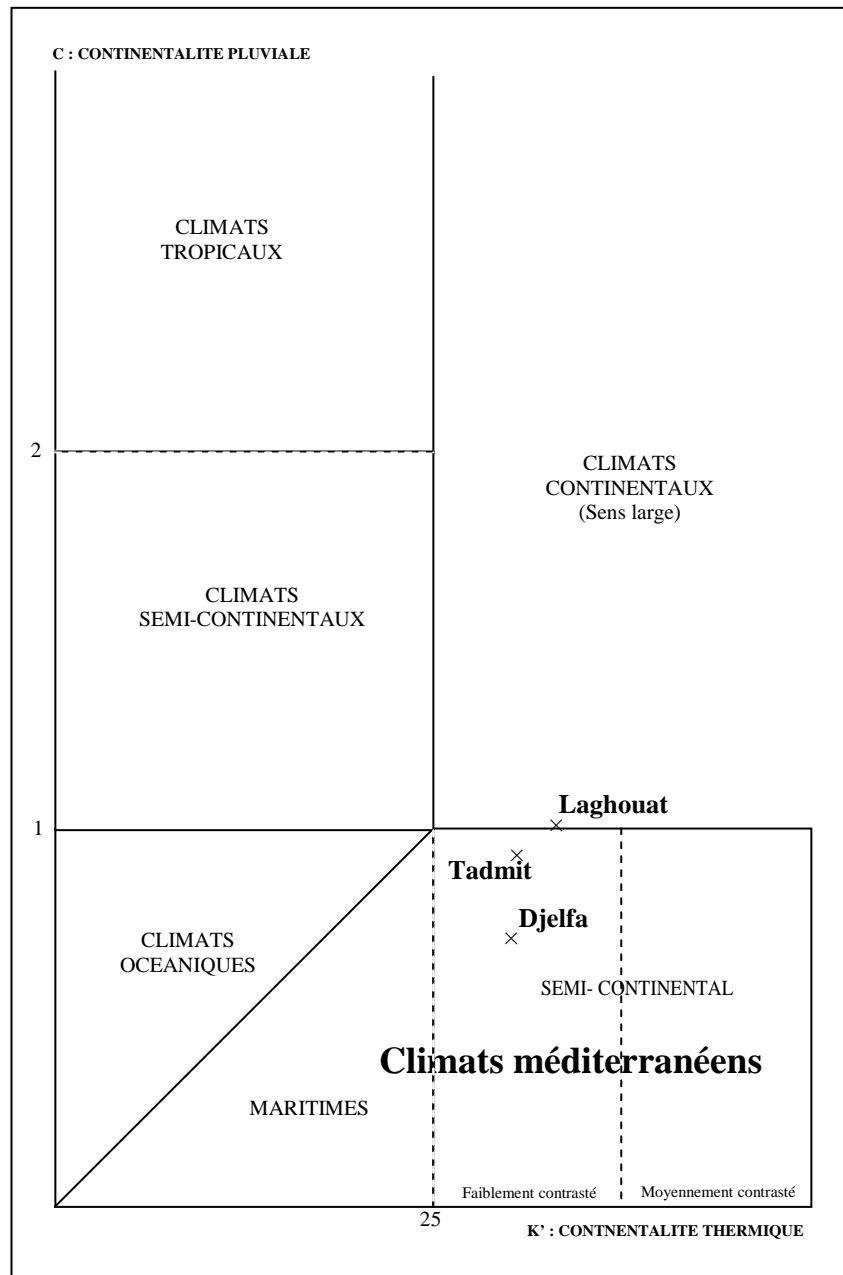 C : CONTINENTALITE PLUVIALE
CLIMATS
TROPICAUX
2
CLIMATS
CONTINENTAUX
(Sens large)
CLIMATS
SEMI-CONTINENTAUX
Laghouat
1
Tadmit
Djelfa
CLIMATS
OCEANIQUES
SEMI- CONTINENTAL
Climats méditerranéens
MARITIMES
Faiblement contrasté
Moyennement contrasté
25
K’ : CONTNENTALITE THERMIQUE